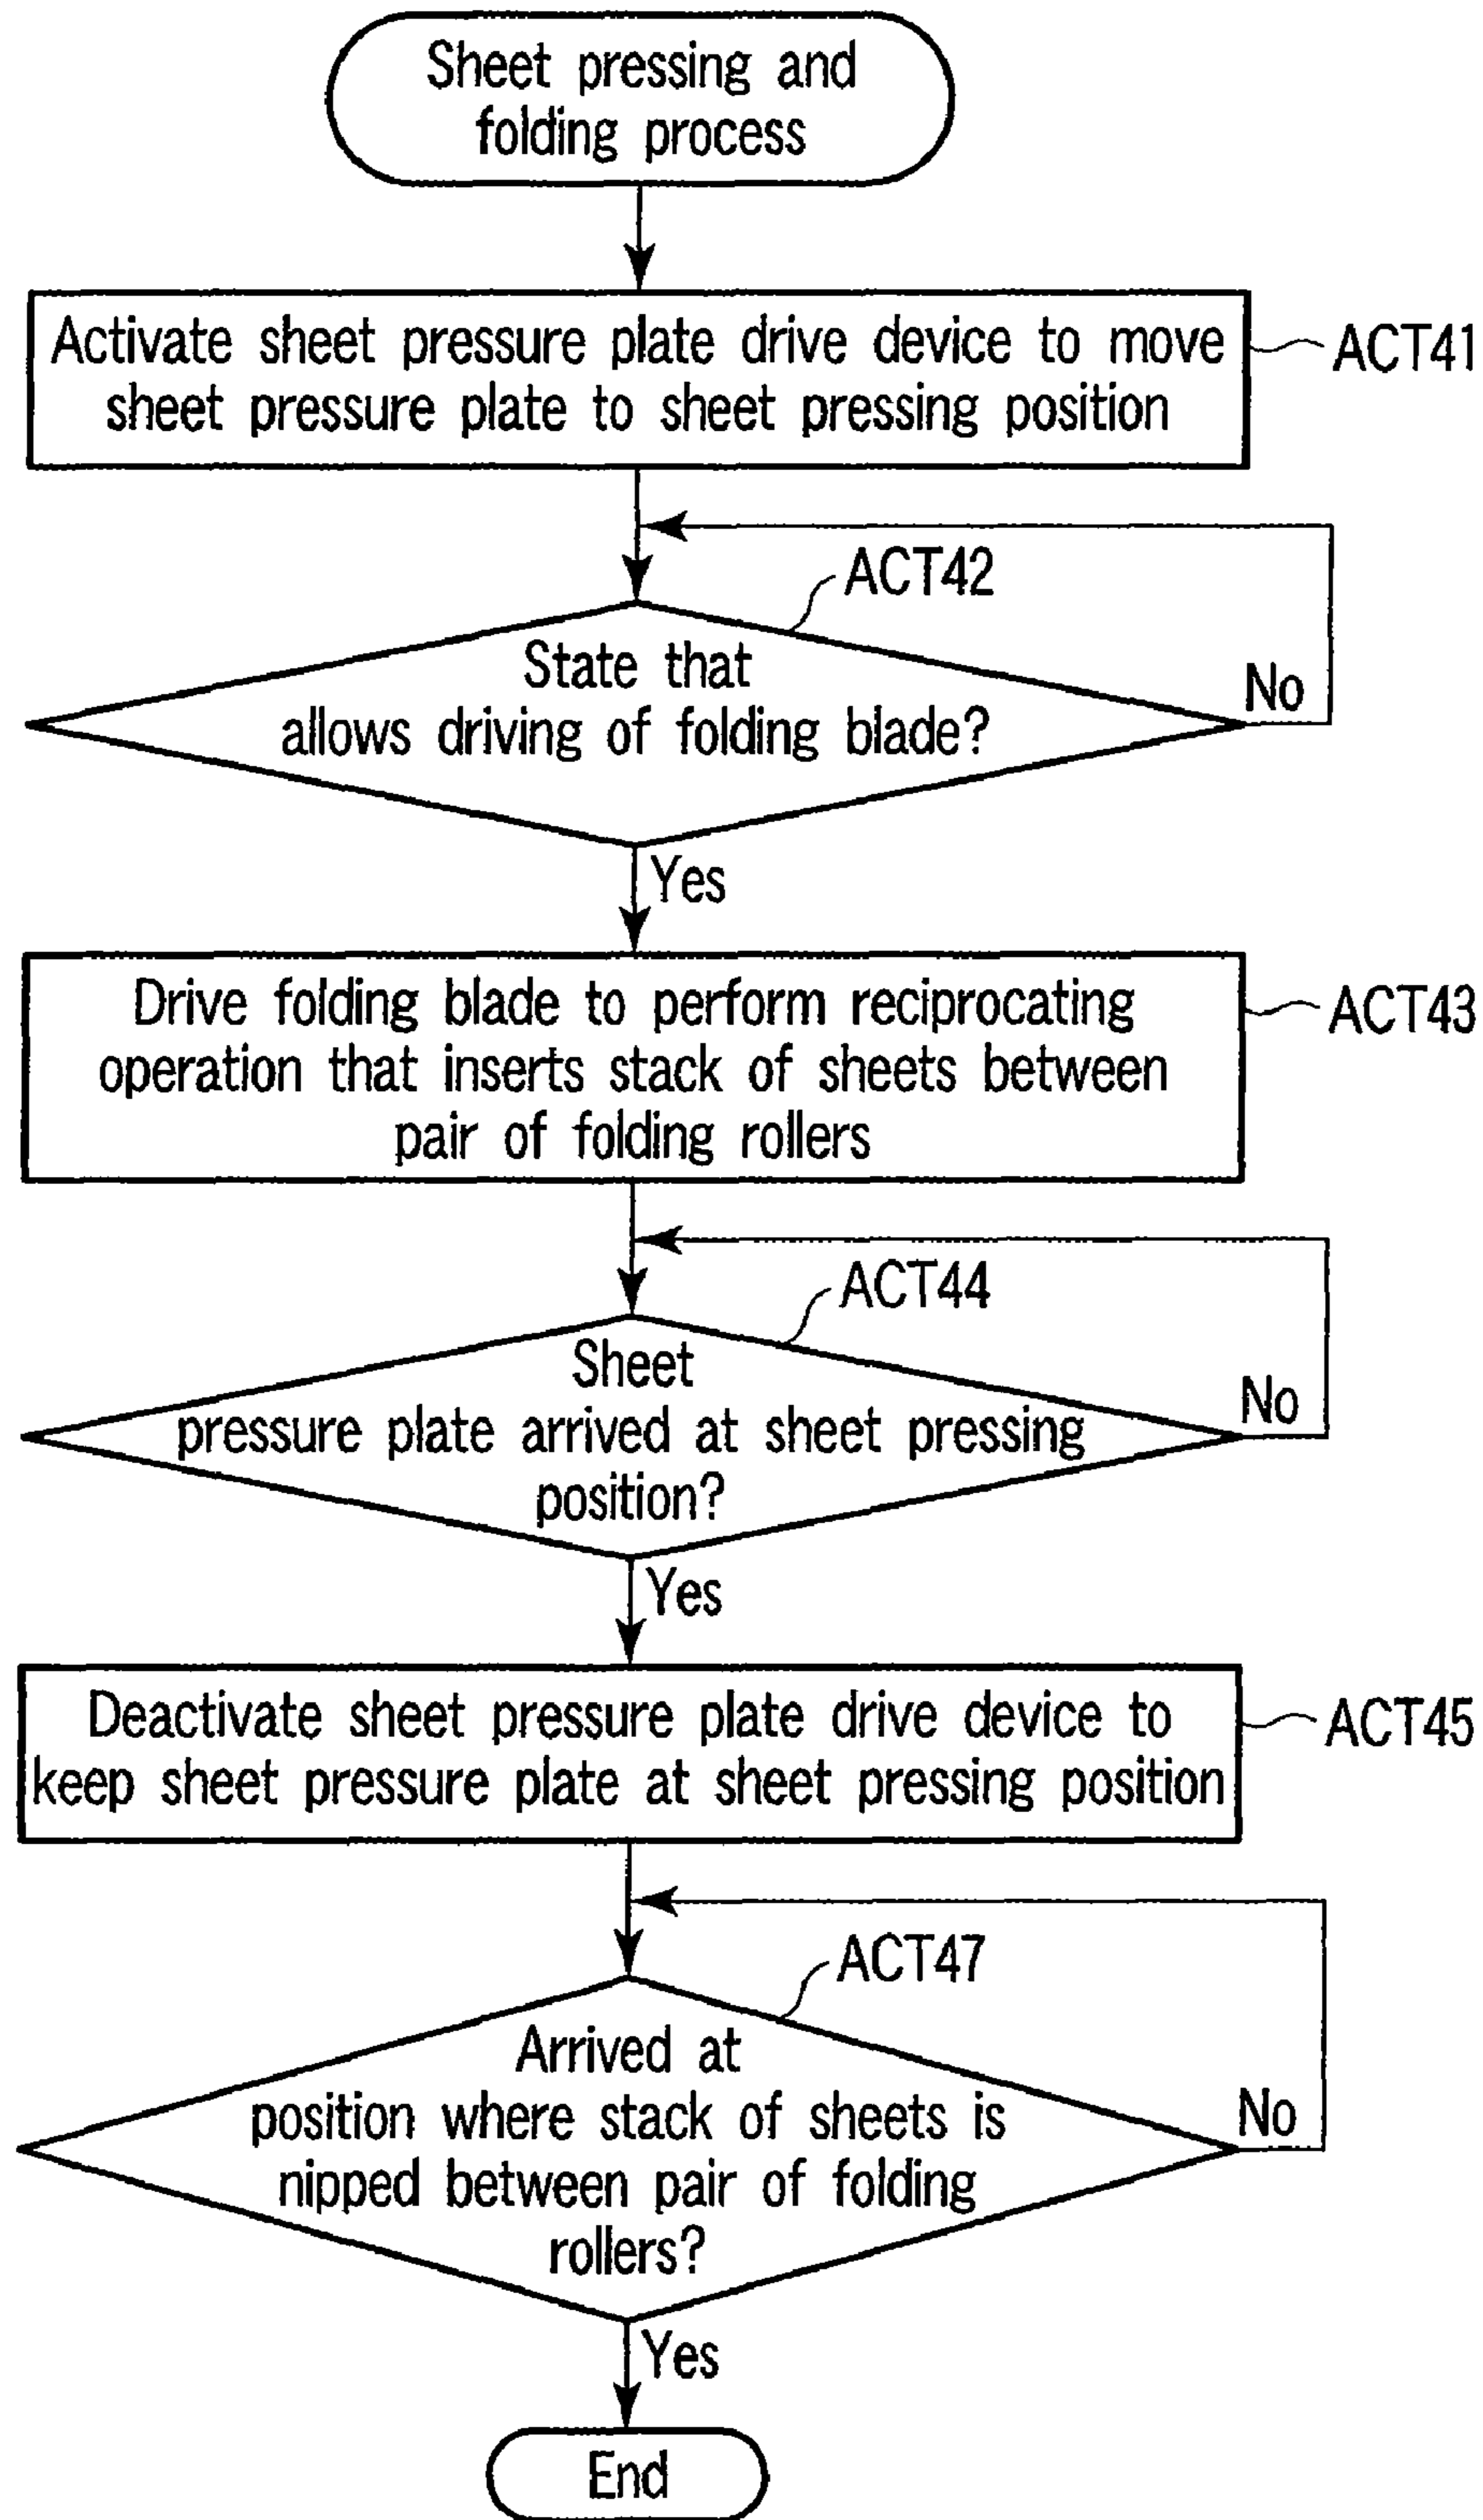 Sheet pressing and
folding process
Activate sheet pressure plate drive device to move
sheet pressure plate to sheet pressing position
ACT41
ACT42
State that
allows driving of folding blade?
No
Yes
Drive folding blade to perform reciprocating
operation that inserts stack of sheets between
pair of folding rollers
ACT43
ACT44
Sheet
pressure plate arrived at sheet pressing
position?
No
Yes
Deactivate sheet pressure plate drive device to
keep sheet pressure plate at sheet pressing position
ACT45
ACT47
Arrived at
position where stack of sheets is
nipped between pair of folding
rollers?
No
Yes
End